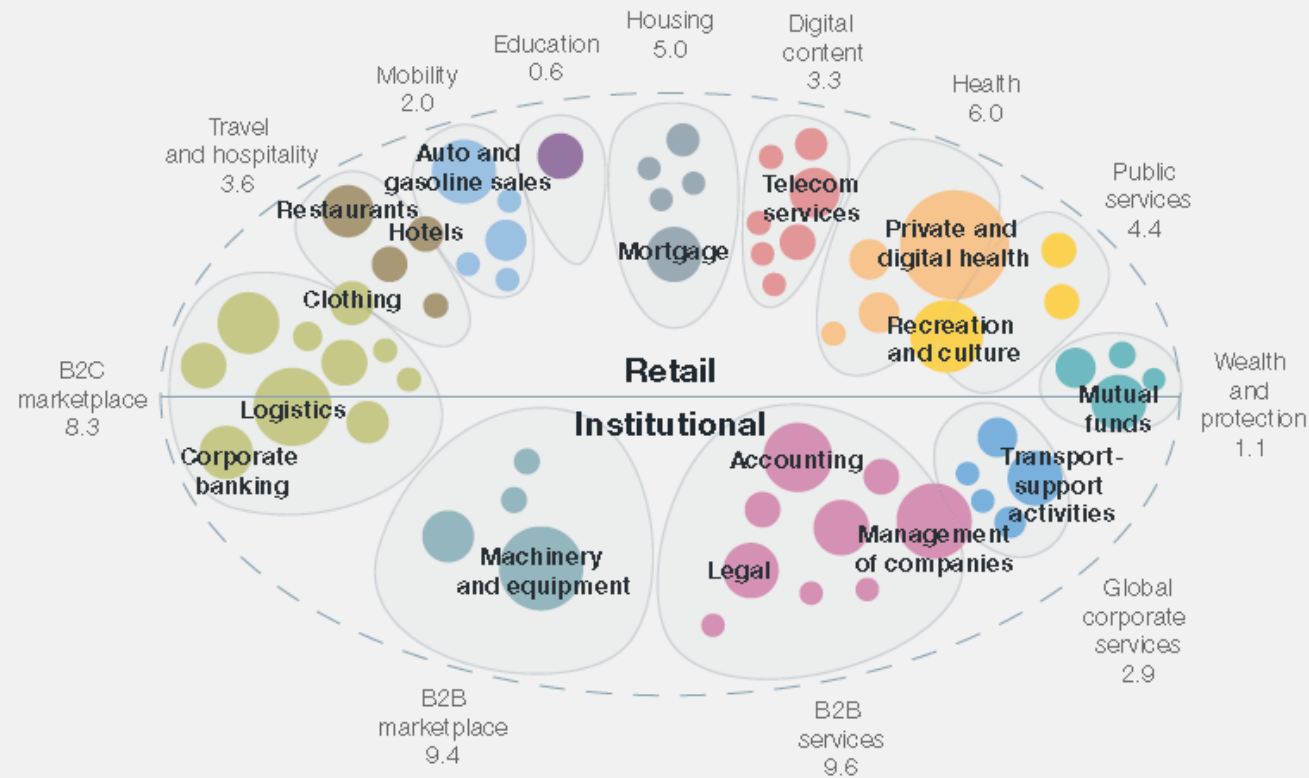 Housing
5.0
Digital
content
3.3
Education
0.6
Mobility
2.0
Health
6.0
Travel
and hospitality
3.6
Public
services
4.4
Auto and
gasoline sales
Restaurants
Hotels
Telecom
services
Mortgage
Private and
digital health
Clothing
Recreation
and culture
B2C
marketplace
8.3
Retail
Wealth
and
protection
1.1
Logistics
Mutual
funds
Institutional
Corporate
banking
Accounting
Transport-
support
activities
Machinery
and equipment
Legal
Management
of companies
Global
corporate
services
2.9
B2B
marketplace
9.4
B2B
services
9.6